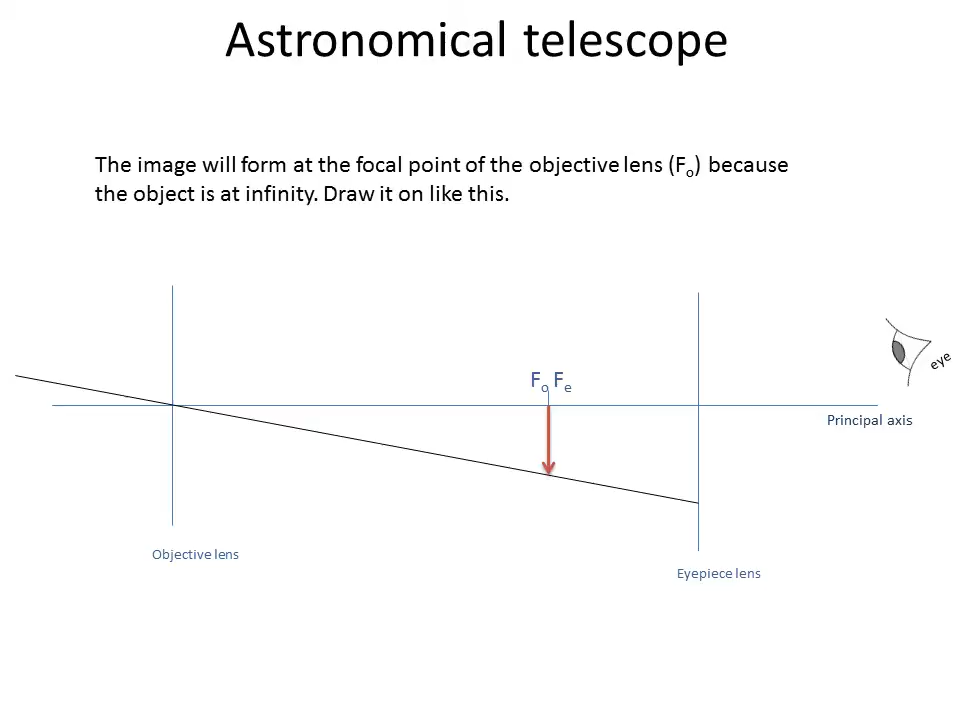 Astronomical telescope
The image will form at the focal point of the objective lens (Fo) because
the object is at infinity. Draw it on like this.
Fo Fe
eye
Principal axis
Objective lens
Eyepiece lens